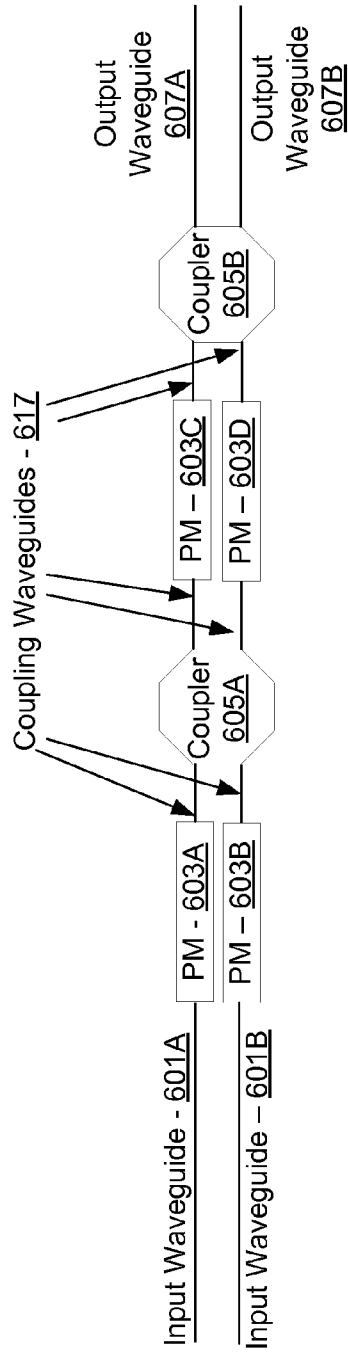 Coupling Waveguides - 617
Input Waveguide - 601A
PM - 603A
Coupler
605A
PM – 603C
Coupler
605B
Output
Waveguide
607A
Input Waveguide – 601B
PM – 603B
PM – 603D
Output
Waveguide
607B